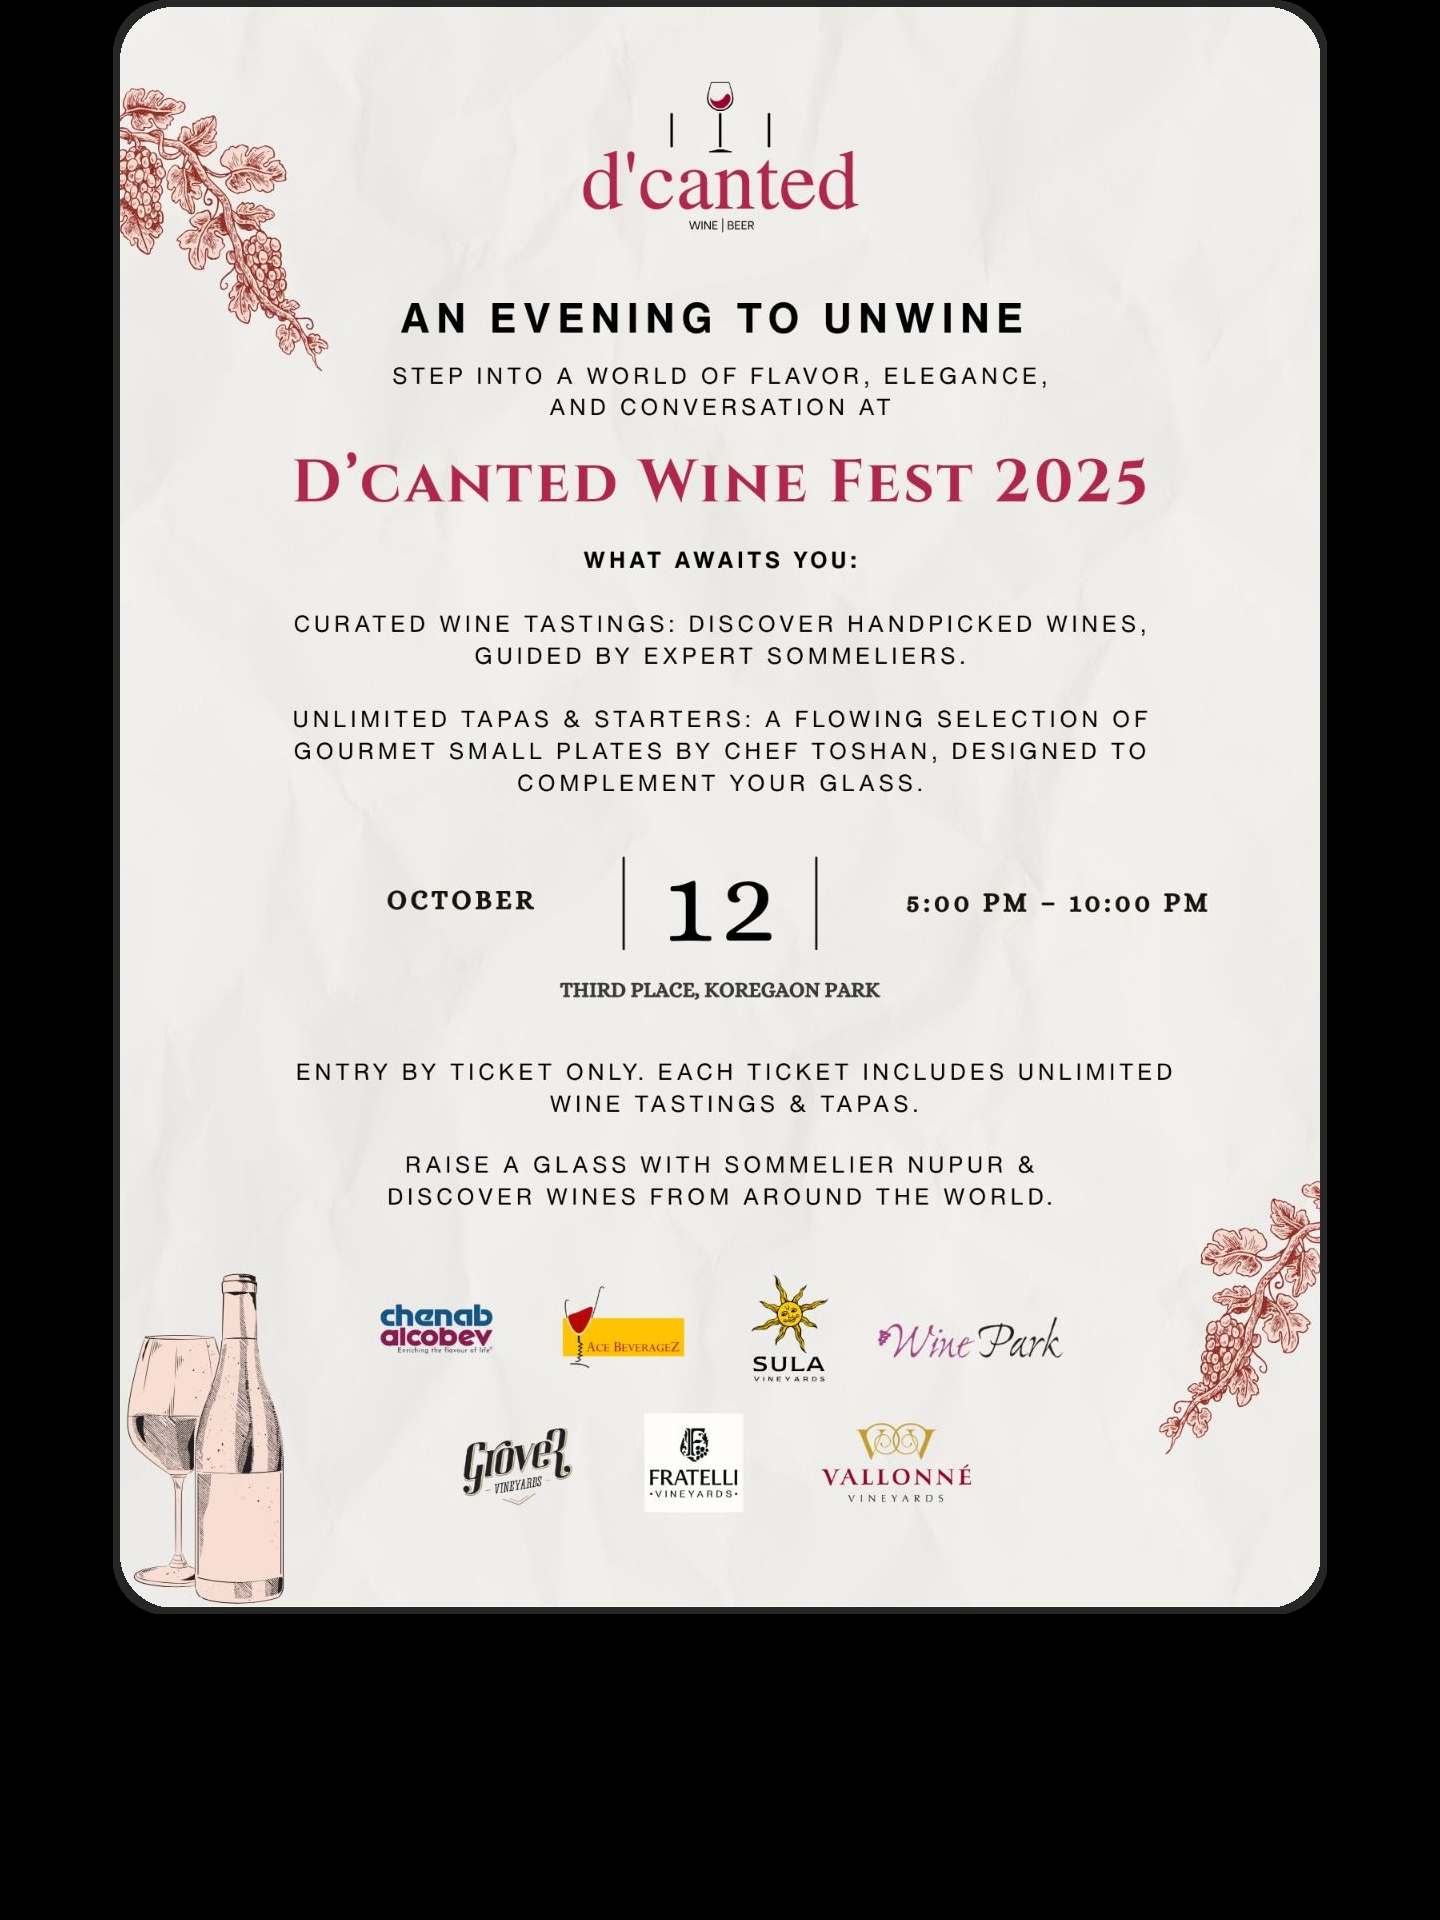 d'canted
WINE | BEER
AN EVENING TO UNWINE
STEP INTO A WORLD OF FLAVOR, ELEGANCE,
AND CONVERSATION AT
D'CANTED WINE FEST 2025
WHAT AWAITS YOU:
CURATED WINE TASTINGS: DISCOVER HANDPICKED WINES,
GUIDED BY EXPERT SOMMELIERS.
UNLIMITED TAPAS & STARTERS: A FLOWING SELECTION OF
GOURMET SMALL PLATES BY CHEF TOSHAN, DESIGNED TO
COMPLEMENT YOUR GLASS.
OCTOBER 12 5:00 PM – 10:00 PM
THIRD PLACE, KOREGAON PARK
ENTRY BY TICKET ONLY. EACH TICKET INCLUDES UNLIMITED
WINE TASTINGS & TAPAS.
RAISE A GLASS WITH SOMMELIER NUPUR &
DISCOVER WINES FROM AROUND THE WORLD.
chenab
alcobev
Enriching the flavour of life®
ACE BEVERAGEZ
SULA
VINEYARDS
Wine Park
Grover
VINEYARDS
FRATELLI
•VINEYARDS•
VALLONNÉ
VINEYARDS